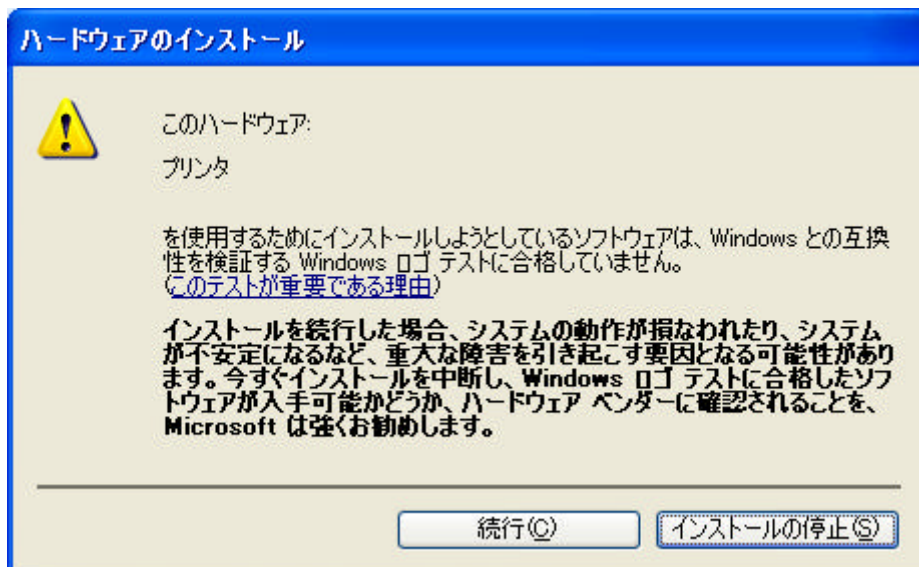 ハードウェアのインストール
このハードウェア:
プリンタ
を使用するためにインストールしようとしているソフトウェアは、Windows との互換
性を検証する Windows ロゴ テストに合格していません。
(このテストが重要である理由)
インストールを続行した場合、システムの動作が損なわれたり、システム
が不安定になるなど、重大な障害を引き起こす要因となる可能性があり
ます。今すぐインストールを中断し、Windows ロゴ テストに合格したソフ
トウェアが入手可能かどうか、ハードウェア ベンダーに確認されることを、
Microsoft は強くお勧めします。
続行(C) インストールの停止(S)